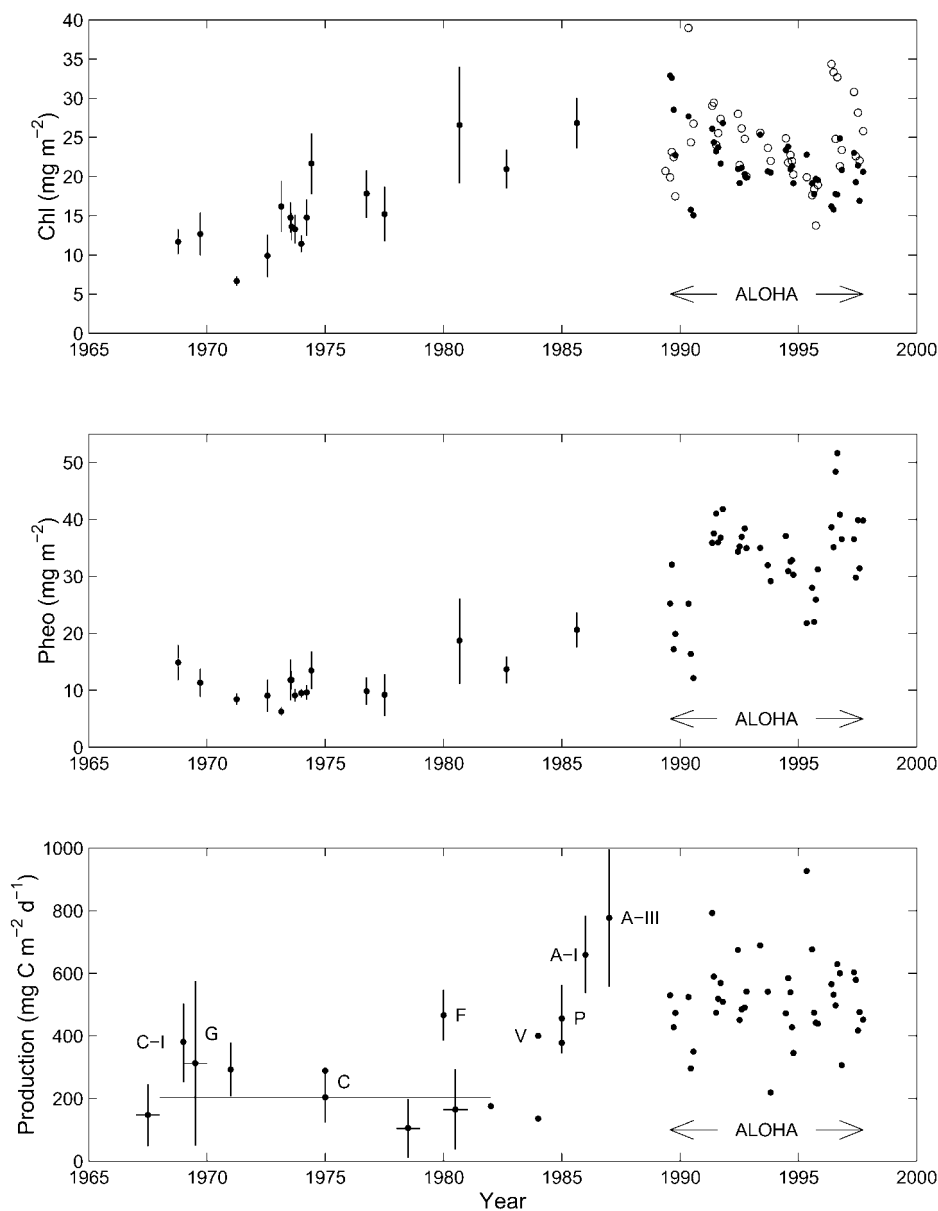 40
35
30
25
20
15
10
5
0
Chl (mg m−2)
ALOHA
1965 1970 1975 1980 1985 1990 1995 2000
50
40
30
20
10
0
Pheo (mg m−2)
ALOHA
1965 1970 1975 1980 1985 1990 1995 2000
1000
800
600
400
200
0
Production (mg C m−2 d−1)
C−I
G
C
F
V
P
A−I
A−III
ALOHA
1965 1970 1975 1980 1985 1990 1995 2000
Year